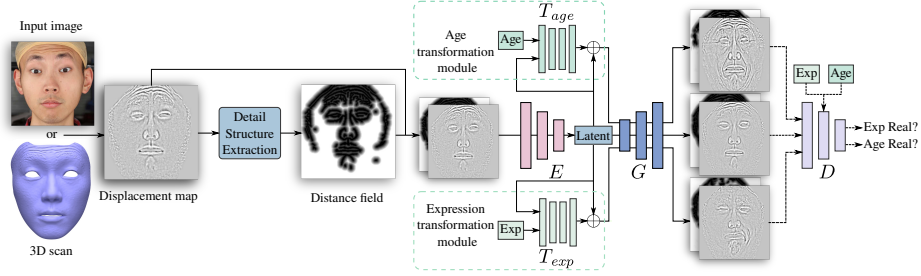 Input image
or
3D scan
Displacement map
Detail
Structure
Extraction
Distance field
Age
transformation
module
Age
T_age
E
Latent
G
Expression
transformation
module
Exp
T_exp
Exp
Age
D
Exp Real?
Age Real?